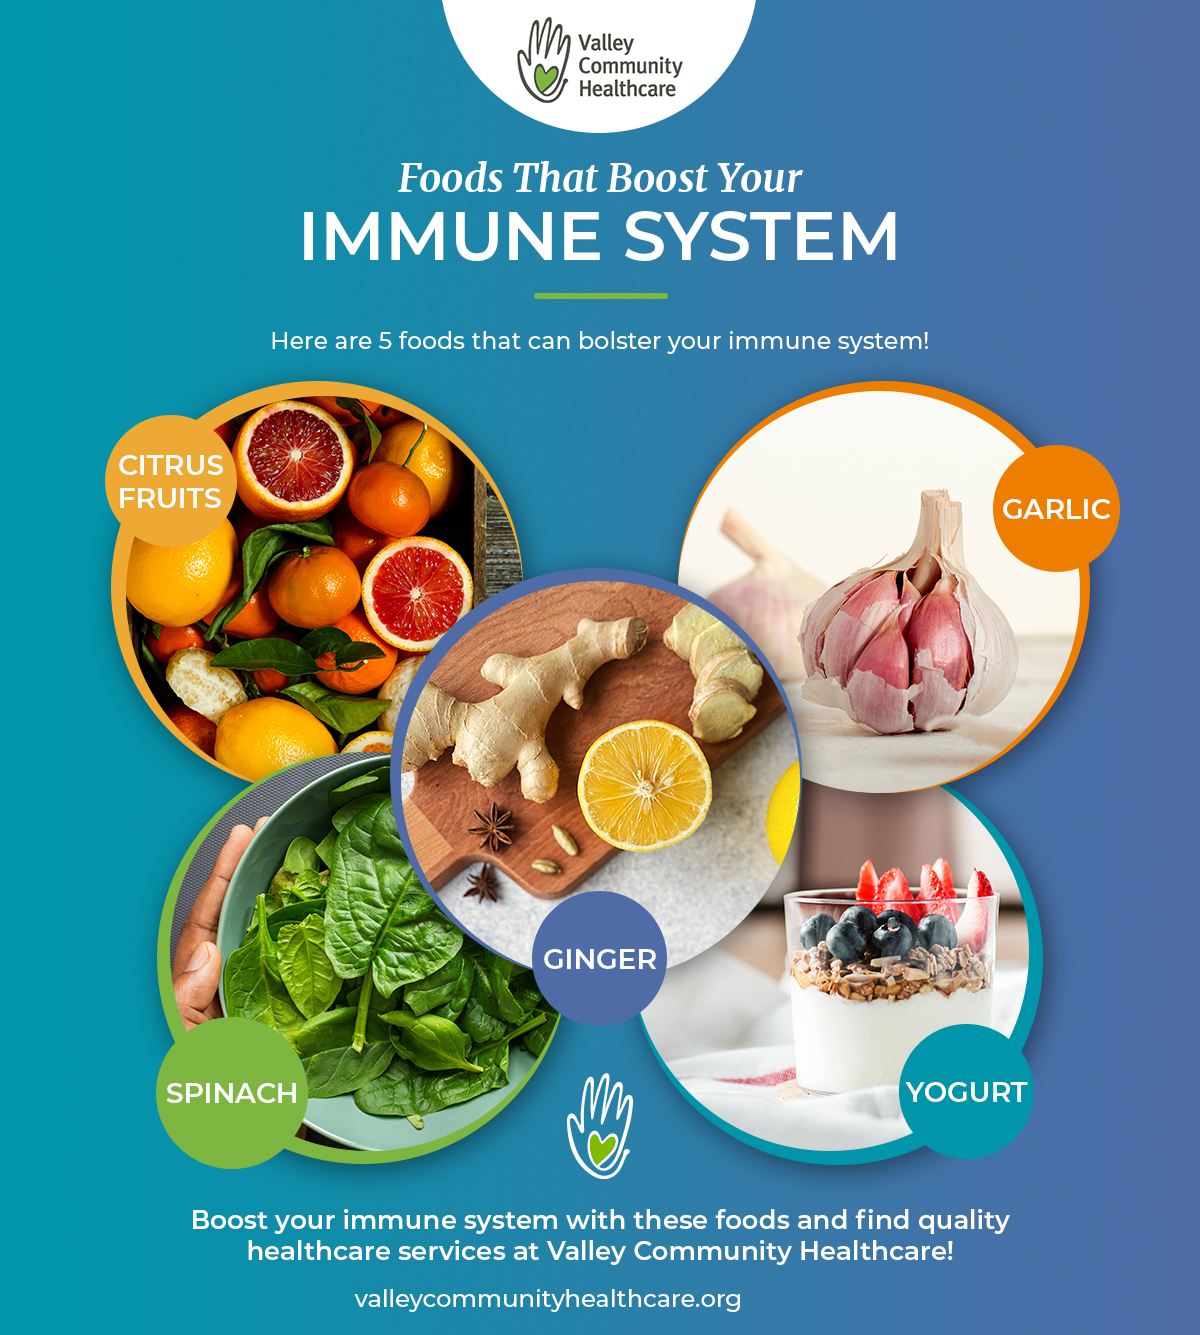 Valley
Community
Healthcare
Foods That Boost Your
IMMUNE SYSTEM
Here are 5 foods that can bolster your immune system!
CITRUS
FRUITS
GARLIC
GINGER
SPINACH
YOGURT
Boost your immune system with these foods and find quality
healthcare services at Valley Community Healthcare!
valleycommunityhealthcare.org